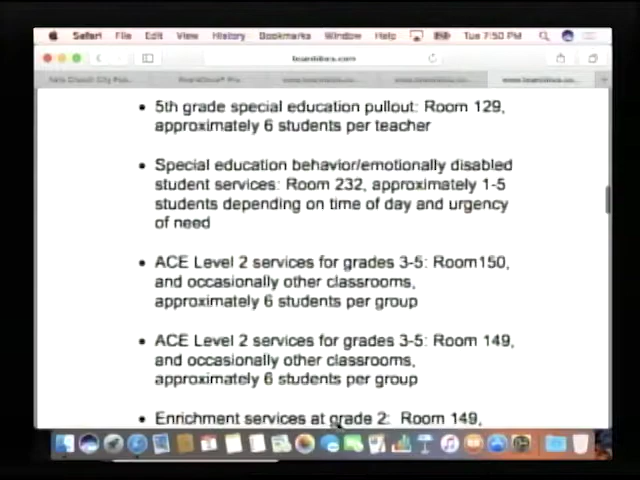 Safari File Edit View History Bookmarks Window Help Tue 7:50 PM
• 5th grade special education pullout: Room 129,
approximately 6 students per teacher
• Special education behavior/emotionally disabled
student services: Room 232, approximately 1-5
students depending on time of day and urgency
of need
• ACE Level 2 services for grades 3-5: Room150,
and occasionally other classrooms,
approximately 6 students per group
• ACE Level 2 services for grades 3-5: Room 149,
and occasionally other classrooms,
approximately 6 students per group
• Enrichment services at grade 2: Room 149,